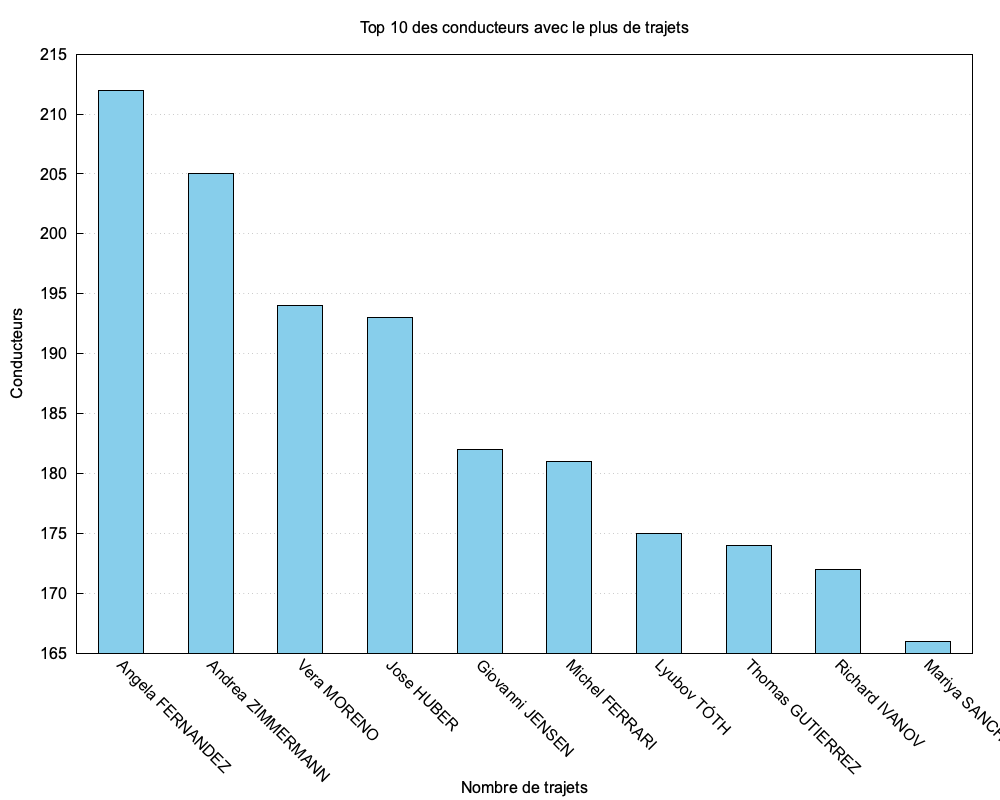 Top 10 des conducteurs avec le plus de trajets
215
210
205
200
195
190
185
180
175
170
165
Conducteurs
Angela FERNANDEZ
Andrea ZIMMERMANN
Vera MORENO
Jose HUBER
Giovanni JENSEN
Michel FERRARI
Lyubov TÓTH
Thomas GUTIERREZ
Richard IVANOV
Mariya
Nombre de trajets